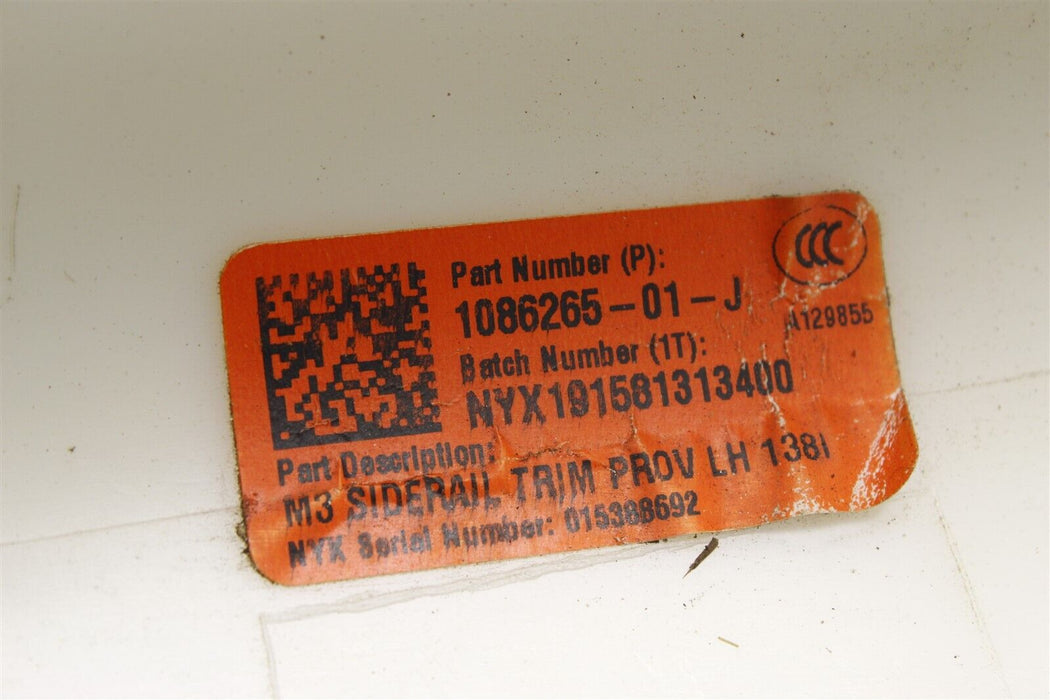 CCC
Part Number (P):
1086265-01-J
A129855
Batch Number (1T):
NYX191581313400
Part Description:
M3 SIDERAIL TRIM PROV LH 138I
NYX Serial Number: 015388692